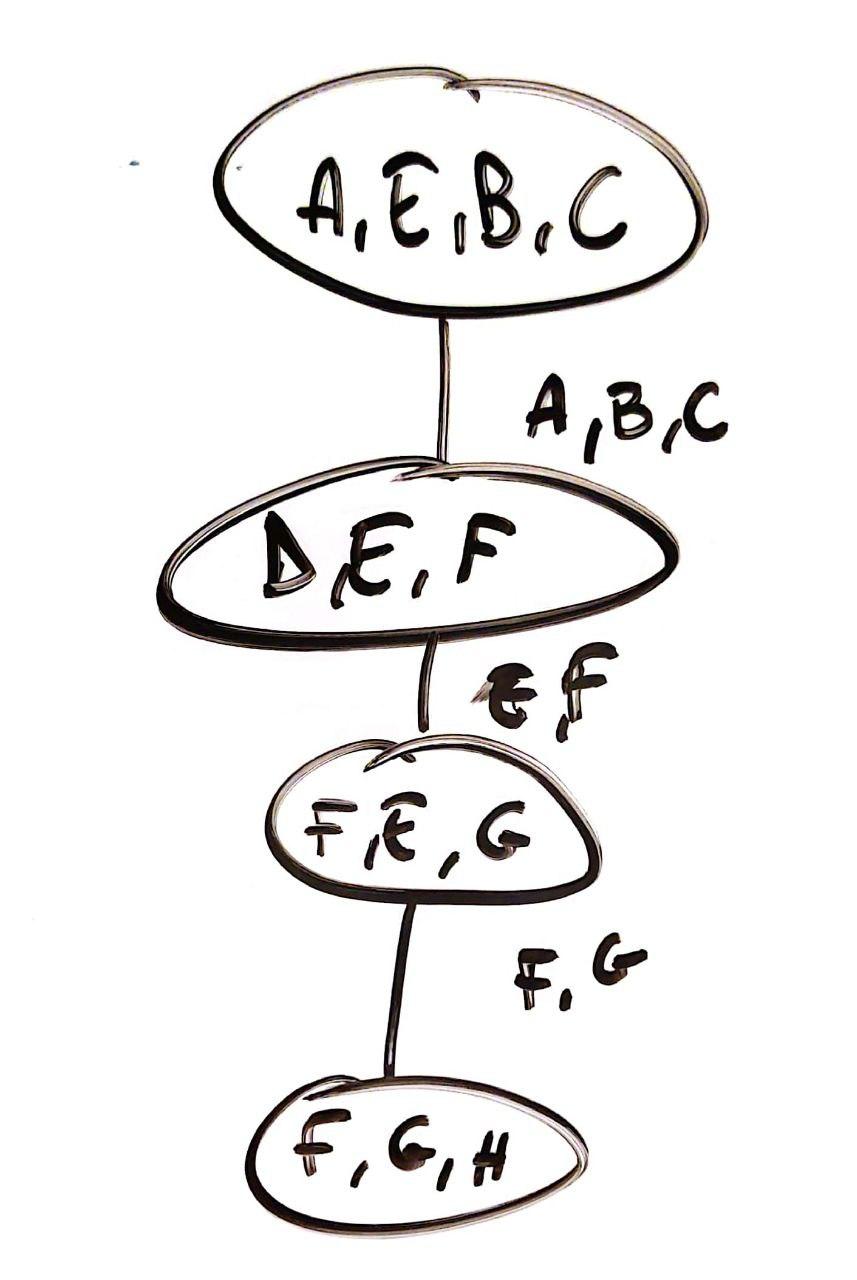 A, E, B, C
A, B, C
D, E, F
E, F
F, E, G
F, G
F, G, H